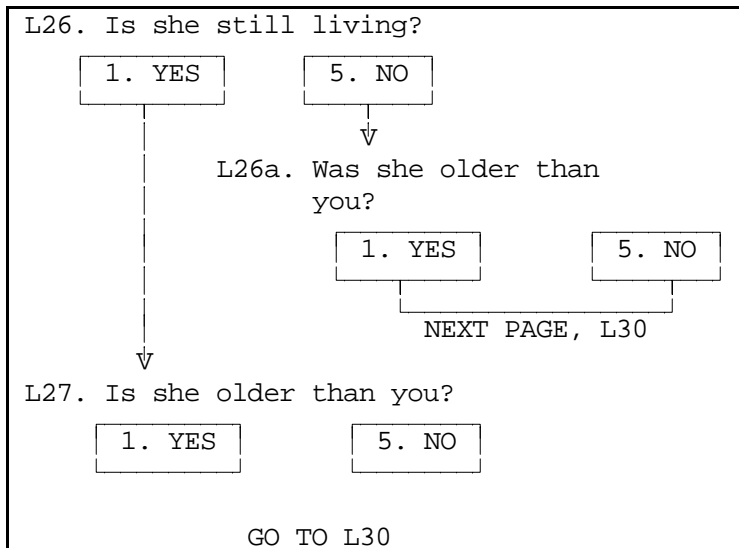 L26. Is she still living?
1. YES 5. NO
L26a. Was she older than
you?
1. YES 5. NO
NEXT PAGE, L30
L27. Is she older than you?
1. YES 5. NO
GO TO L30